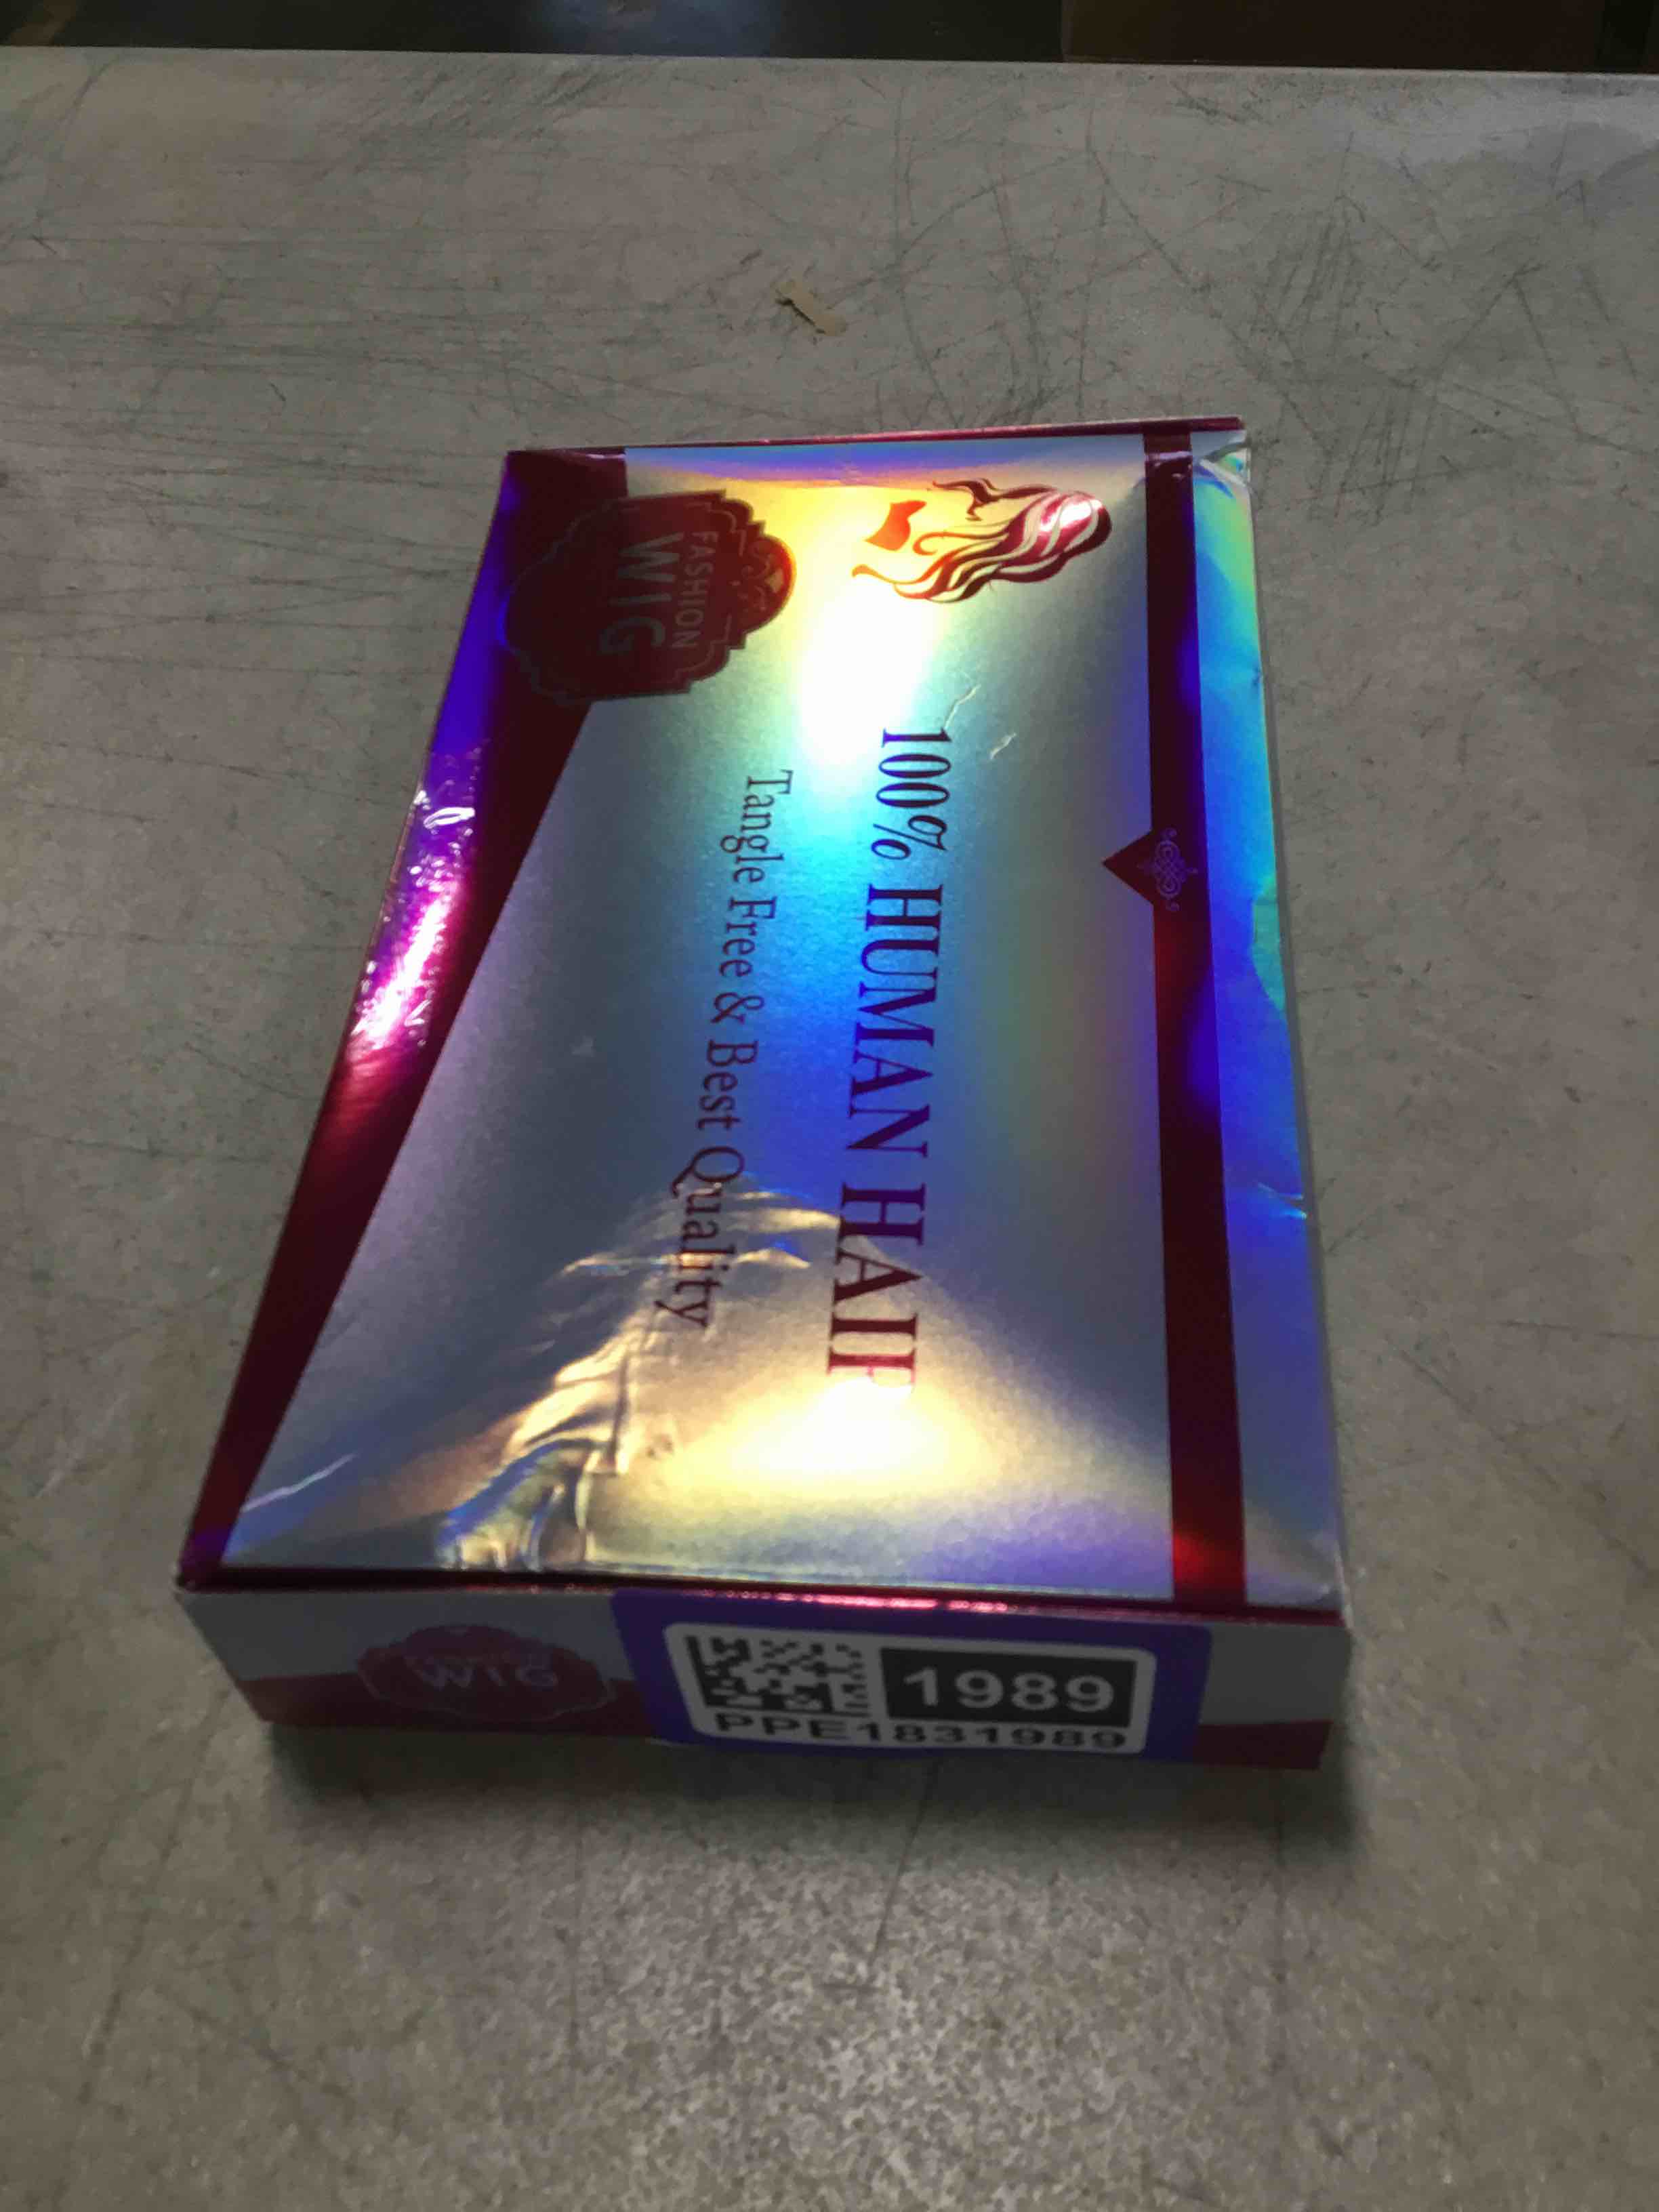 FASHION
WIG
100% HUMAN HAIR
Tangle Free & Best Quality
WIG
1989
PPE1831989